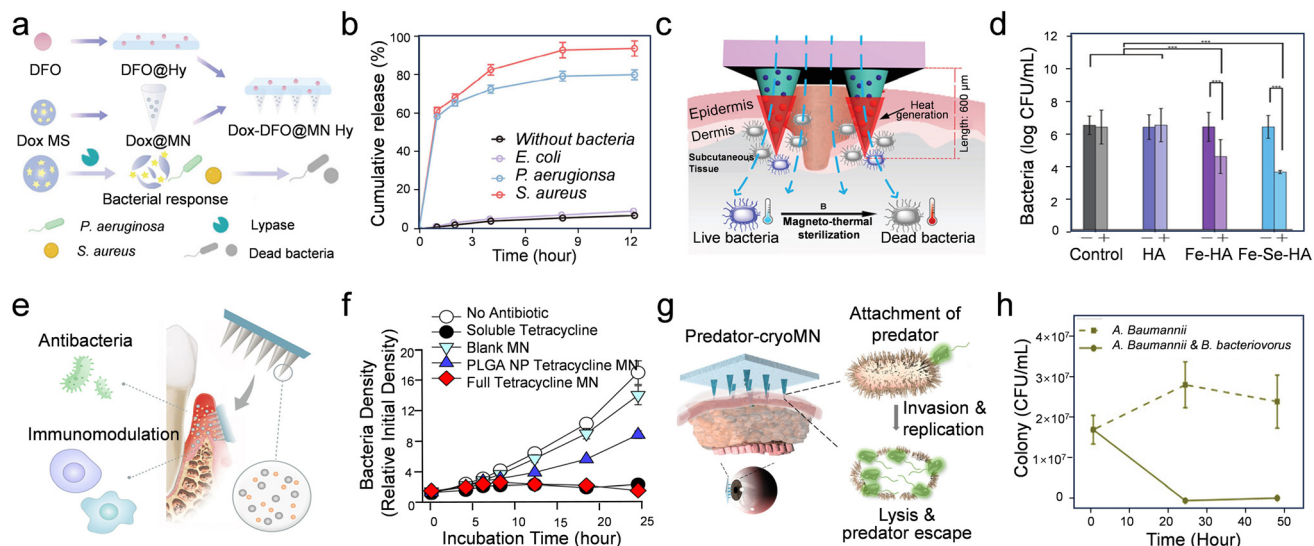 a
DFO
DFO@Hy
Dox MS
Dox@MN
Dox-DFO@MN Hy
Bacterial response
P. aeruginosa
Lypase
S. aureus
Dead bacteria
b
Cumulative release (%)
100
80
60
40
20
0
Without bacteria
E. coli
P. aerugionsa
S. aureus
0 3 6 9 12
Time (hour)
c
Epidermis
Dermis
Subcutaneous
Tissue
Heat
generation
Length: 600 μm
B
Magneto-thermal
sterilization
Live bacteria
Dead bacteria
d
Bacteria (log CFU/mL)
12
10
8
6
4
2
0
***
***
***
***
− + − + − + − +
Control HA Fe-HA Fe-Se-HA
e
Antibacteria
Immunomodulation
f
Bacteria Density
(Relative Initial Density)
20
16
12
8
4
0
No Antibiotic
Soluble Tetracycline
Blank MN
PLGA NP Tetracycline MN
Full Tetracycline MN
0 5 10 15 20 25
Incubation Time (hour)
g
Predator-cryoMN
Attachment of
predator
Invasion &
replication
Lysis &
predator escape
h
Colony (CFU/mL)
4×10⁷
3×10⁷
2×10⁷
1×10⁷
0
A. Baumannii
A. Baumannii & B. bacteriovorus
0 10 20 30 40 50
Time (Hour)